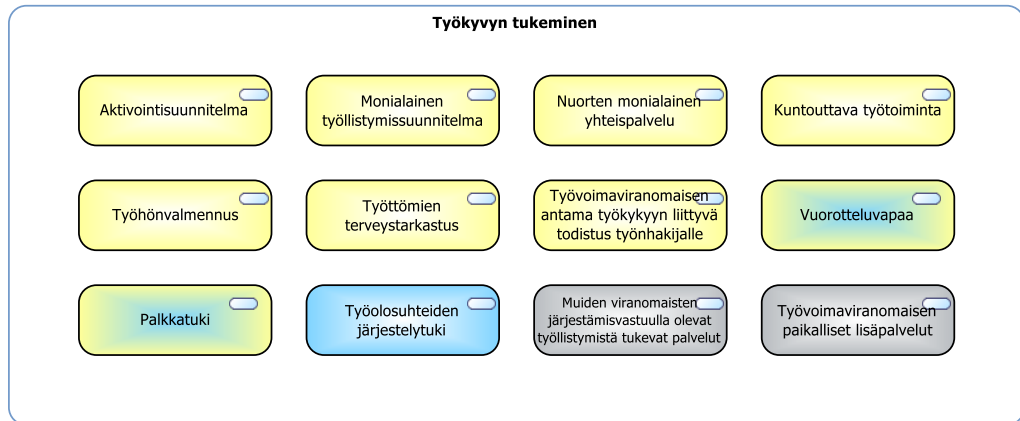 Työkyvyn tukeminen
Aktivointisuunnitelma
Monialainen
työllistymissuunnitelma
Nuorten monialainen
yhteispalvelu
Kuntouttava työtoiminta
Työhönvalmennus
Työttömien
terveystarkastus
Työvoimaviranomaisen
antama työkykyyn liittyvä
todistus työnhakijalle
Vuorotteluvapaa
Palkkatuki
Työolosuhteiden
järjestelytuki
Muiden viranomaisten
järjestämisvastuulla olevat
työllistymistä tukevat palvelut
Työvoimaviranomaisen
paikalliset lisäpalvelut